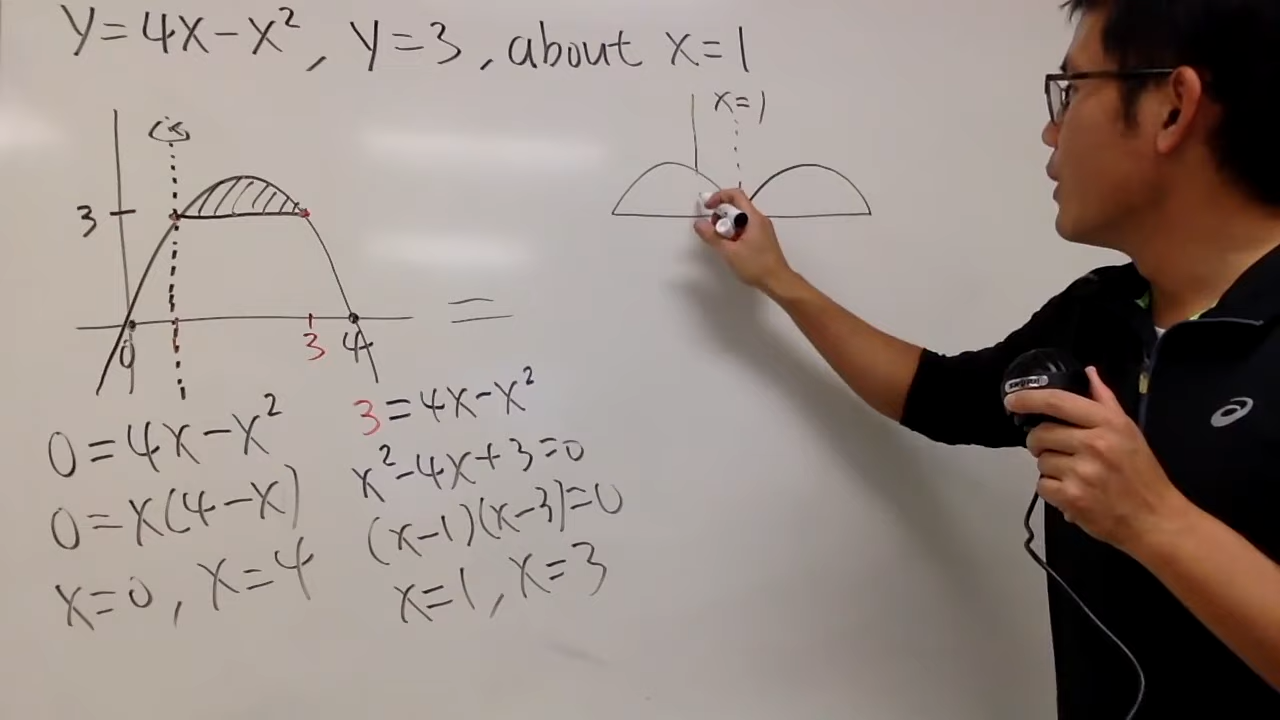 y=4x-x², y=3, about x=1
x=1
3
0
3
4
=
0=4x-x²
0=x(4-x)
x=0, x=4
3=4x-x²
x²-4x+3=0
(x-1)(x-3)=0
x=1, x=3